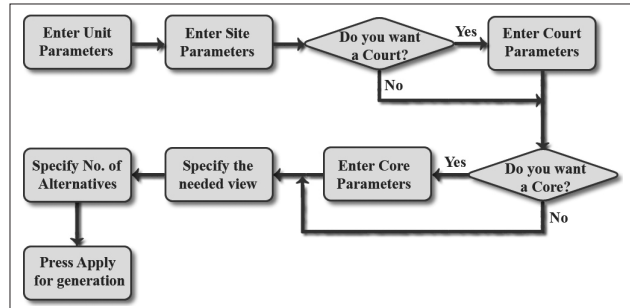 Enter Unit
Parameters
Enter Site
Parameters
Do you want
a Court?
Yes
Enter Court
Parameters
No
Do you want
a Core?
Yes
No
Enter Core
Parameters
Specify the
needed view
Specify No. of
Alternatives
Press Apply
for generation